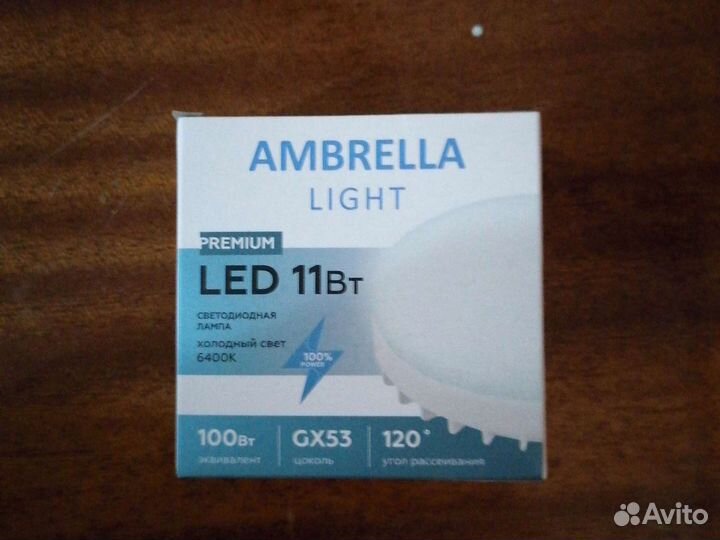 AMBRELLA
LIGHT
PREMIUM
LED 11Вт
СВЕТОДИОДНАЯ
ЛАМПА
ХОЛОДНЫЙ СВЕТ
6400K
100%
POWER
100Вт
эквивалент
GX53
цоколь
120°
угол рассеивания
Avito